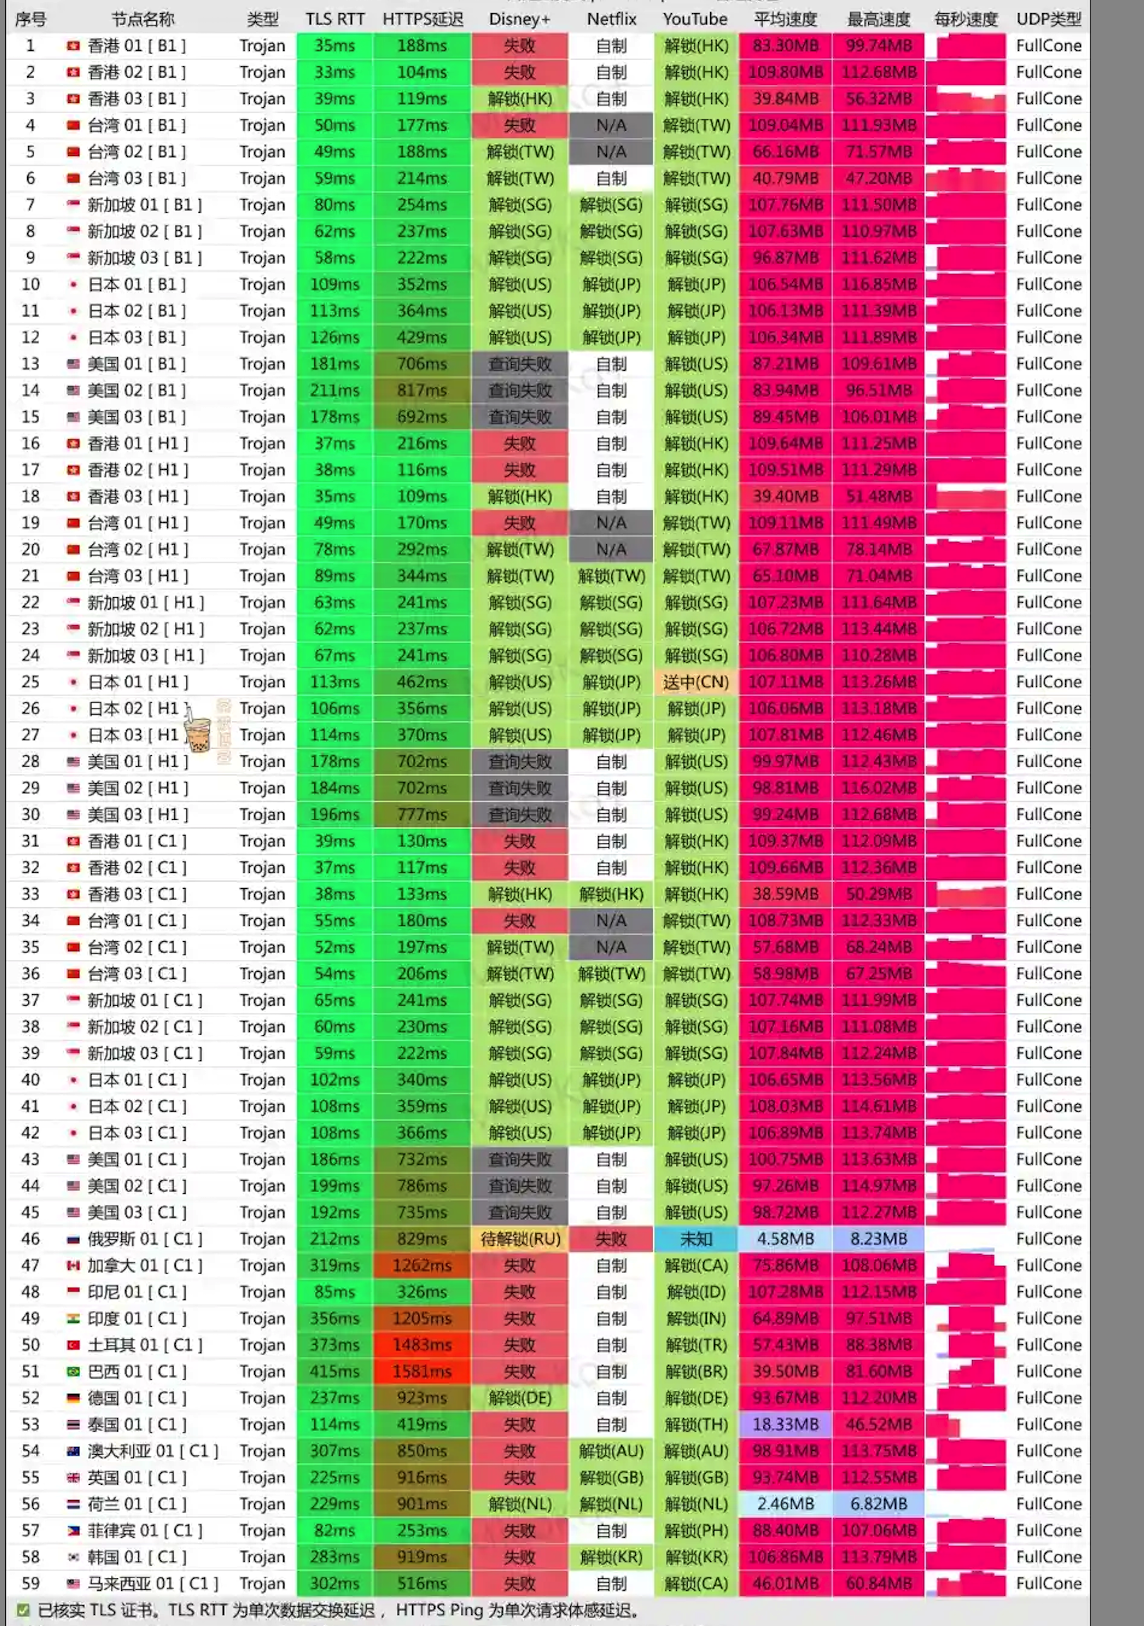 序号 节点名称 类型 TLS RTT HTTPS延迟 Disney+ Netflix YouTube 平均速度 最高速度 每秒速度 UDP类型
1 香港 01 [ B1 ] Trojan 35ms 188ms 失败 自制 解锁(HK) 83.30MB 99.74MB FullCone
2 香港 02 [ B1 ] Trojan 33ms 104ms 失败 自制 解锁(HK) 109.80MB 112.68MB FullCone
3 香港 03 [ B1 ] Trojan 39ms 119ms 解锁(HK) 自制 解锁(HK) 39.84MB 56.32MB FullCone
4 台湾 01 [ B1 ] Trojan 50ms 177ms 失败 N/A 解锁(TW) 109.04MB 111.93MB FullCone
5 台湾 02 [ B1 ] Trojan 49ms 188ms 解锁(TW) N/A 解锁(TW) 66.16MB 71.57MB FullCone
6 台湾 03 [ B1 ] Trojan 59ms 214ms 解锁(TW) 自制 解锁(TW) 40.79MB 47.20MB FullCone
7 新加坡 01 [ B1 ] Trojan 80ms 254ms 解锁(SG) 解锁(SG) 解锁(SG) 107.76MB 111.50MB FullCone
8 新加坡 02 [ B1 ] Trojan 62ms 237ms 解锁(SG) 解锁(SG) 解锁(SG) 107.63MB 110.97MB FullCone
9 新加坡 03 [ B1 ] Trojan 58ms 222ms 解锁(SG) 解锁(SG) 解锁(SG) 96.87MB 111.62MB FullCone
10 日本 01 [ B1 ] Trojan 109ms 352ms 解锁(US) 解锁(JP) 解锁(JP) 106.54MB 116.85MB FullCone
11 日本 02 [ B1 ] Trojan 113ms 364ms 解锁(US) 解锁(JP) 解锁(JP) 106.13MB 111.39MB FullCone
12 日本 03 [ B1 ] Trojan 126ms 429ms 解锁(US) 解锁(JP) 解锁(JP) 106.34MB 111.89MB FullCone
13 美国 01 [ B1 ] Trojan 181ms 706ms 查询失败 自制 解锁(US) 87.21MB 109.61MB FullCone
14 美国 02 [ B1 ] Trojan 211ms 817ms 查询失败 自制 解锁(US) 83.94MB 96.51MB FullCone
15 美国 03 [ B1 ] Trojan 178ms 692ms 查询失败 自制 解锁(US) 89.45MB 106.01MB FullCone
16 香港 01 [ H1 ] Trojan 37ms 216ms 失败 自制 解锁(HK) 109.64MB 111.25MB FullCone
17 香港 02 [ H1 ] Trojan 38ms 116ms 失败 自制 解锁(HK) 109.51MB 111.29MB FullCone
18 香港 03 [ H1 ] Trojan 35ms 109ms 解锁(HK) 自制 解锁(HK) 39.40MB 51.48MB FullCone
19 台湾 01 [ H1 ] Trojan 49ms 170ms 失败 N/A 解锁(TW) 109.11MB 111.49MB FullCone
20 台湾 02 [ H1 ] Trojan 78ms 292ms 解锁(TW) N/A 解锁(TW) 67.87MB 78.14MB FullCone
21 台湾 03 [ H1 ] Trojan 89ms 344ms 解锁(TW) 解锁(TW) 解锁(TW) 65.10MB 71.04MB FullCone
22 新加坡 01 [ H1 ] Trojan 63ms 241ms 解锁(SG) 解锁(SG) 解锁(SG) 107.23MB 111.64MB FullCone
23 新加坡 02 [ H1 ] Trojan 62ms 237ms 解锁(SG) 解锁(SG) 解锁(SG) 106.72MB 113.44MB FullCone
24 新加坡 03 [ H1 ] Trojan 67ms 241ms 解锁(SG) 解锁(SG) 解锁(SG) 106.80MB 110.28MB FullCone
25 日本 01 [ H1 ] Trojan 113ms 462ms 解锁(US) 解锁(JP) 送中(CN) 107.11MB 113.26MB FullCone
26 日本 02 [ H1 ] Trojan 106ms 356ms 解锁(US) 解锁(JP) 解锁(JP) 106.06MB 113.18MB FullCone
27 日本 03 [ H1 Trojan 114ms 370ms 解锁(US) 解锁(JP) 解锁(JP) 107.81MB 112.46MB FullCone
28 美国 01 [ H1 ] Trojan 178ms 702ms 查询失败 自制 解锁(US) 99.97MB 112.43MB FullCone
29 美国 02 [ H1 ] Trojan 184ms 702ms 查询失败 自制 解锁(US) 98.81MB 116.02MB FullCone
30 美国 03 [ H1 ] Trojan 196ms 777ms 查询失败 自制 解锁(US) 99.24MB 112.68MB FullCone
31 香港 01 [ C1 ] Trojan 39ms 130ms 失败 自制 解锁(HK) 109.37MB 112.09MB FullCone
32 香港 02 [ C1 ] Trojan 37ms 117ms 失败 自制 解锁(HK) 109.66MB 112.36MB FullCone
33 香港 03 [ C1 ] Trojan 38ms 133ms 解锁(HK) 解锁(HK) 解锁(HK) 38.59MB 50.29MB FullCone
34 台湾 01 [ C1 ] Trojan 55ms 180ms 失败 N/A 解锁(TW) 108.73MB 112.33MB FullCone
35 台湾 02 [ C1 ] Trojan 52ms 197ms 解锁(TW) N/A 解锁(TW) 57.68MB 68.24MB FullCone
36 台湾 03 [ C1 ] Trojan 54ms 206ms 解锁(TW) 解锁(TW) 解锁(TW) 58.98MB 67.25MB FullCone
37 新加坡 01 [ C1 ] Trojan 65ms 241ms 解锁(SG) 解锁(SG) 解锁(SG) 107.74MB 111.99MB FullCone
38 新加坡 02 [ C1 ] Trojan 60ms 230ms 解锁(SG) 解锁(SG) 解锁(SG) 107.16MB 111.08MB FullCone
39 新加坡 03 [ C1 ] Trojan 59ms 222ms 解锁(SG) 解锁(SG) 解锁(SG) 107.84MB 112.24MB FullCone
40 日本 01 [ C1 ] Trojan 102ms 340ms 解锁(US) 解锁(JP) 解锁(JP) 106.65MB 113.56MB FullCone
41 日本 02 [ C1 ] Trojan 108ms 359ms 解锁(US) 解锁(JP) 解锁(JP) 108.03MB 114.61MB FullCone
42 日本 03 [ C1 ] Trojan 108ms 366ms 解锁(US) 解锁(JP) 解锁(JP) 106.89MB 113.74MB FullCone
43 美国 01 [ C1 ] Trojan 186ms 732ms 查询失败 自制 解锁(US) 100.75MB 113.63MB FullCone
44 美国 02 [ C1 ] Trojan 199ms 786ms 查询失败 自制 解锁(US) 97.26MB 114.97MB FullCone
45 美国 03 [ C1 ] Trojan 192ms 735ms 查询失败 自制 解锁(US) 98.72MB 112.27MB FullCone
46 俄罗斯 01 [ C1 ] Trojan 212ms 829ms 待解锁(RU) 失败 未知 4.58MB 8.23MB FullCone
47 加拿大 01 [ C1 ] Trojan 319ms 1262ms 失败 自制 解锁(CA) 75.86MB 108.06MB FullCone
48 印尼 01 [ C1 ] Trojan 85ms 326ms 失败 自制 解锁(ID) 107.28MB 112.15MB FullCone
49 印度 01 [ C1 ] Trojan 356ms 1205ms 失败 自制 解锁(IN) 64.89MB 97.51MB FullCone
50 土耳其 01 [ C1 ] Trojan 373ms 1483ms 失败 自制 解锁(TR) 57.43MB 88.38MB FullCone
51 巴西 01 [ C1 ] Trojan 415ms 1581ms 失败 自制 解锁(BR) 39.50MB 81.60MB FullCone
52 德国 01 [ C1 ] Trojan 237ms 923ms 解锁(DE) 自制 解锁(DE) 93.67MB 112.20MB FullCone
53 泰国 01 [ C1 ] Trojan 114ms 419ms 失败 自制 解锁(TH) 18.33MB 46.52MB FullCone
54 澳大利亚 01 [ C1 ] Trojan 307ms 850ms 失败 解锁(AU) 解锁(AU) 98.91MB 113.75MB FullCone
55 英国 01 [ C1 ] Trojan 225ms 916ms 失败 解锁(GB) 解锁(GB) 93.74MB 112.55MB FullCone
56 荷兰 01 [ C1 ] Trojan 229ms 901ms 解锁(NL) 解锁(NL) 解锁(NL) 2.46MB 6.82MB FullCone
57 菲律宾 01 [ C1 ] Trojan 82ms 253ms 失败 自制 解锁(PH) 88.40MB 107.06MB FullCone
58 韩国 01 [ C1 ] Trojan 283ms 919ms 失败 解锁(KR) 解锁(KR) 106.86MB 113.79MB FullCone
59 马来西亚 01 [ C1 ] Trojan 302ms 516ms 失败 自制 解锁(CA) 46.01MB 60.84MB FullCone
已核实 TLS 证书。TLS RTT 为单次数据交换延迟， HTTPS Ping 为单次请求体感延迟。